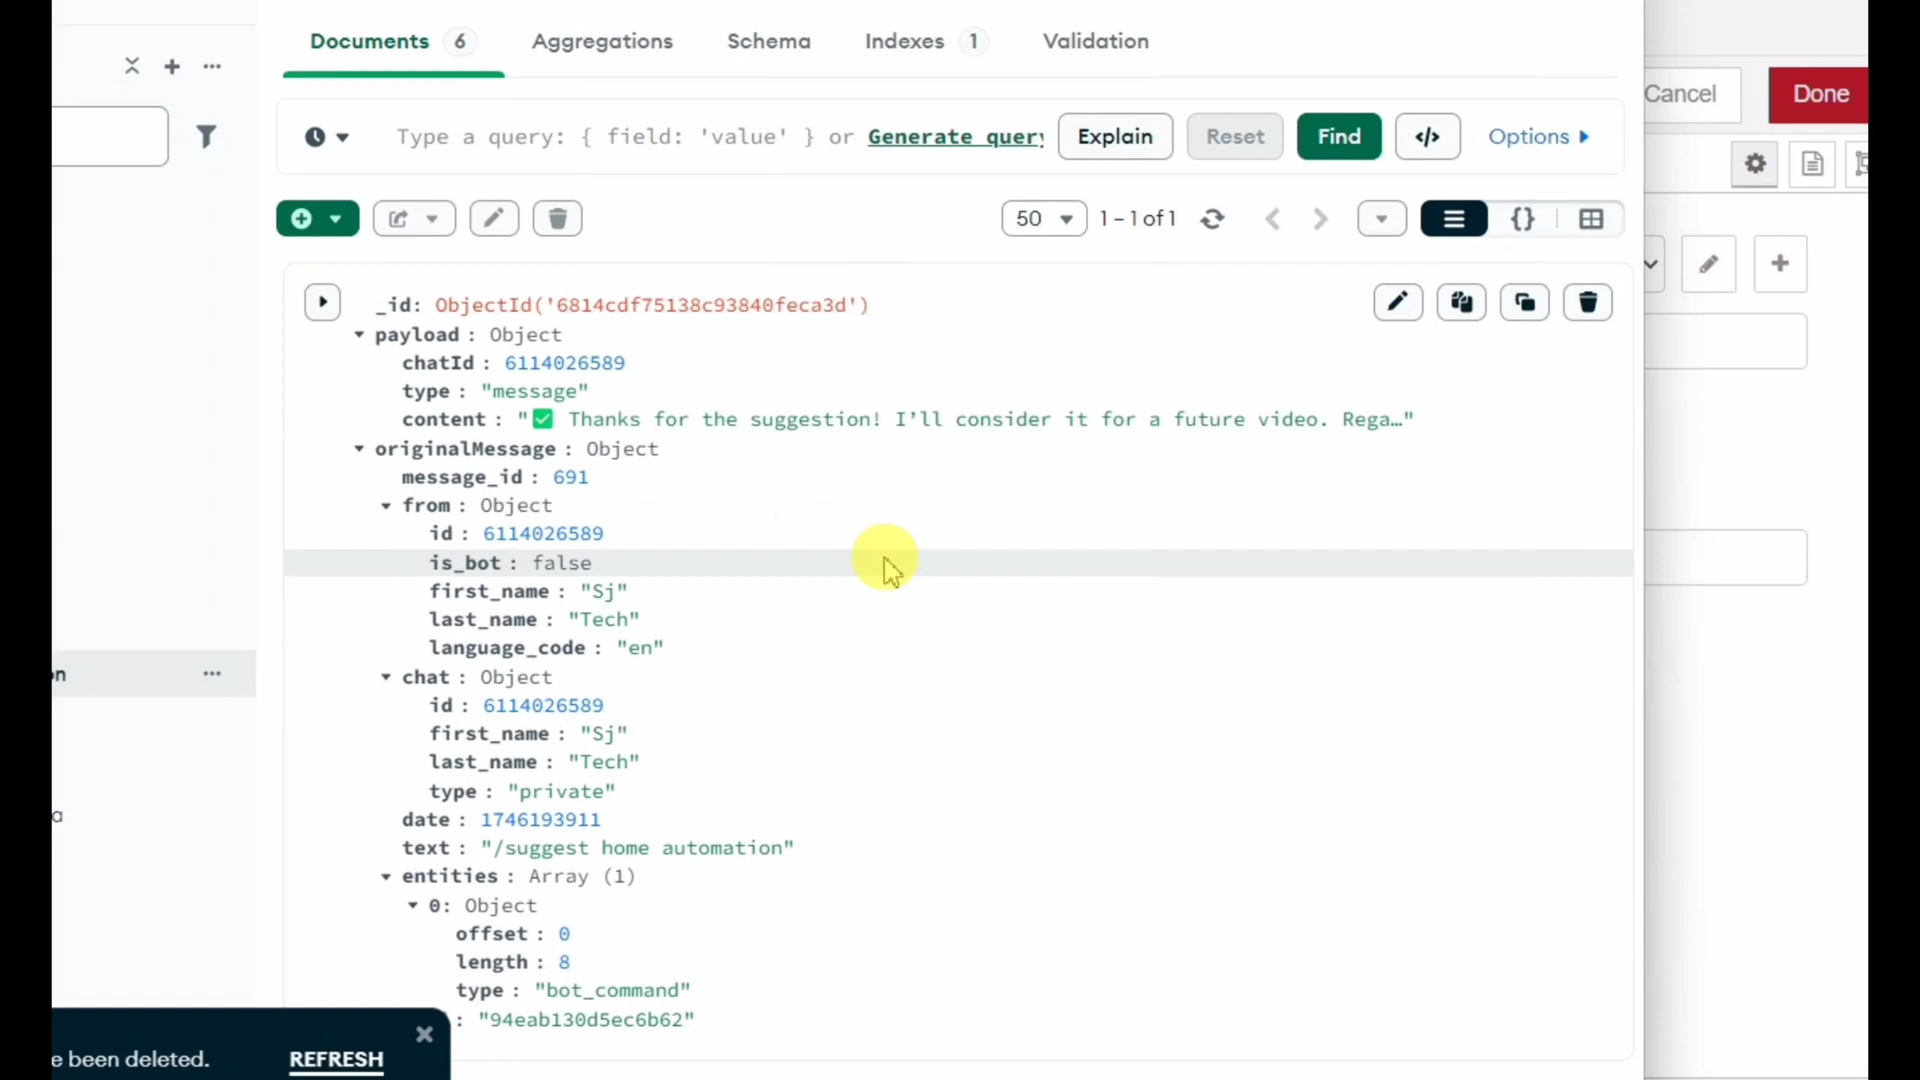 Documents 6 Aggregations Schema Indexes 1 Validation
Type a query: { field: 'value' } or Generate query Explain Reset Find </> Options
Cancel Done
50 1 – 1 of 1 {}
_id: ObjectId('6814cdf75138c93840feca3d')
payload : Object
chatId : 6114026589
type : "message"
content : "✅ Thanks for the suggestion! I’ll consider it for a future video. Rega…"
originalMessage : Object
message_id : 691
from : Object
id : 6114026589
is_bot : false
first_name : "Sj"
last_name : "Tech"
language_code : "en"
chat : Object
id : 6114026589
first_name : "Sj"
last_name : "Tech"
type : "private"
date : 1746193911
text : "/suggest home automation"
entities : Array (1)
0: Object
offset : 0
length : 8
type : "bot_command"
: "94eab130d5ec6b62"
been deleted. REFRESH